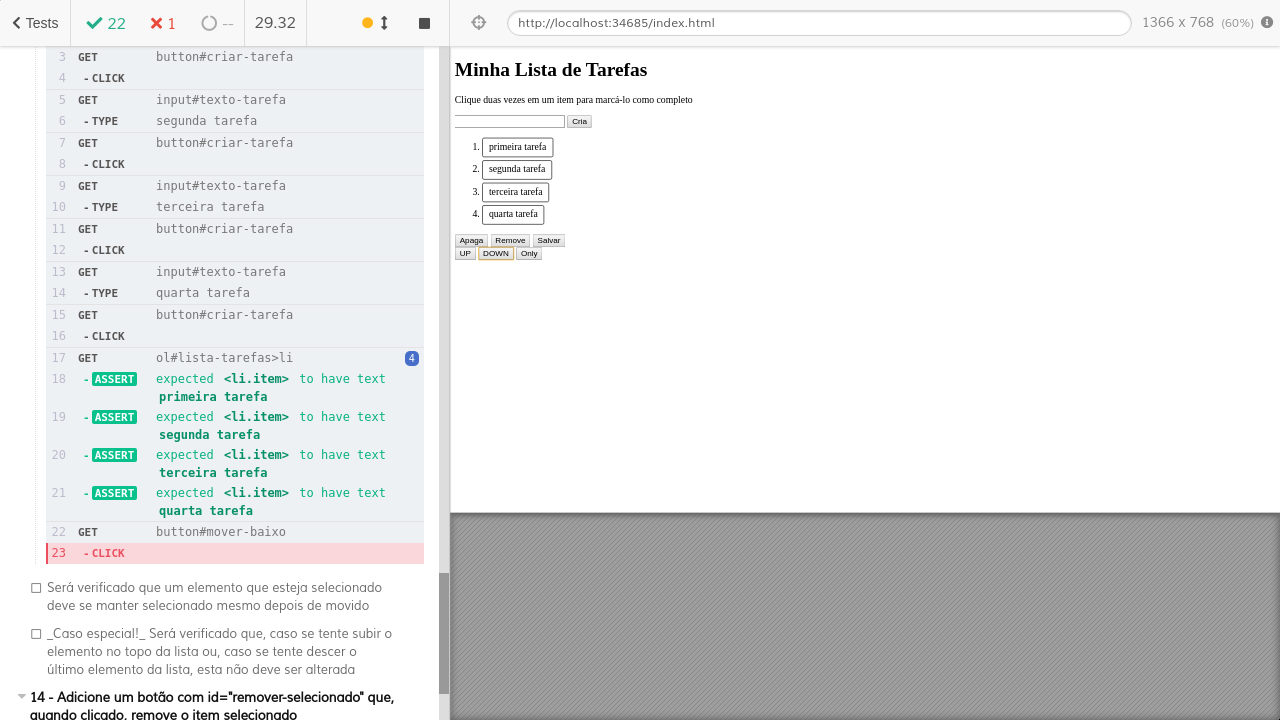 Tests 22 1 -- 29.32
http://localhost:34685/index.html 1366 x 768 (60%)
3 GET button#criar-tarefa
4 -CLICK
5 GET input#texto-tarefa
6 -TYPE segunda tarefa
7 GET button#criar-tarefa
8 -CLICK
9 GET input#texto-tarefa
10 -TYPE terceira tarefa
11 GET button#criar-tarefa
12 -CLICK
13 GET input#texto-tarefa
14 -TYPE quarta tarefa
15 GET button#criar-tarefa
16 -CLICK
17 GET ol#lista-tarefas>li 4
18 -ASSERT expected <li.item> to have text
primeira tarefa
19 -ASSERT expected <li.item> to have text
segunda tarefa
20 -ASSERT expected <li.item> to have text
terceira tarefa
21 -ASSERT expected <li.item> to have text
quarta tarefa
22 GET button#mover-baixo
23 -CLICK
Será verificado que um elemento que esteja selecionado
deve se manter selecionado mesmo depois de movido
_Caso especial!_ Será verificado que, caso se tente subir o
elemento no topo da lista ou, caso se tente descer o
último elemento da lista, esta não deve ser alterada
14 - Adicione um botão com id="remover-selecionado" que,
quando clicado, remove o item selecionado
Minha Lista de Tarefas
Clique duas vezes em um item para marcá-lo como completo
Cria
1. primeira tarefa
2. segunda tarefa
3. terceira tarefa
4. quarta tarefa
Apaga Remove Salvar
UP DOWN Only